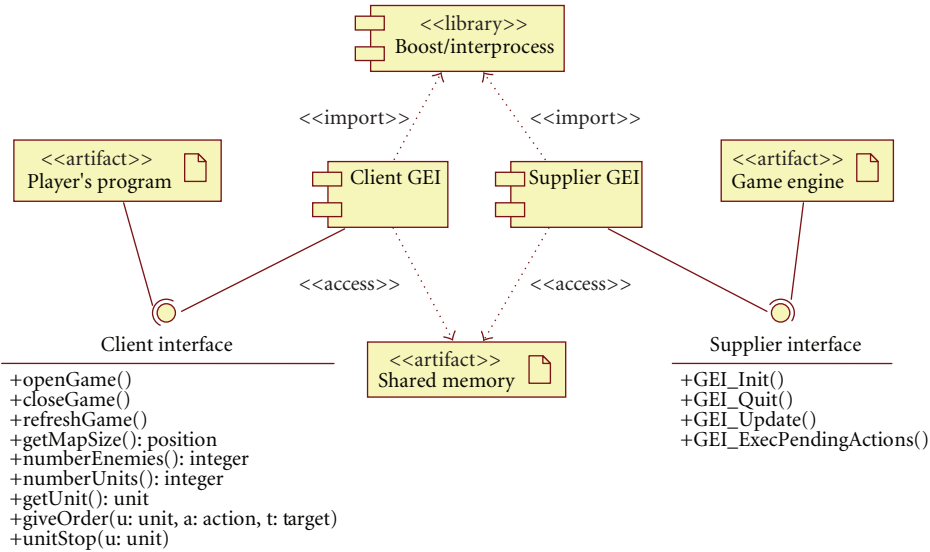 <<library>>
Boost/interprocess
<<import>>
<<import>>
<<artifact>>
Player's program
Client GEI
Supplier GEI
<<artifact>>
Game engine
<<access>>
<<access>>
Client interface
<<artifact>>
Shared memory
Supplier interface
+openGame()
+closeGame()
+refreshGame()
+getMapSize(): position
+numberEnemies(): integer
+numberUnits(): integer
+getUnit(): unit
+giveOrder(u: unit, a: action, t: target)
+unitStop(u: unit)
+GEI_Init()
+GEI_Quit()
+GEI_Update()
+GEI_ExecPendingActions()